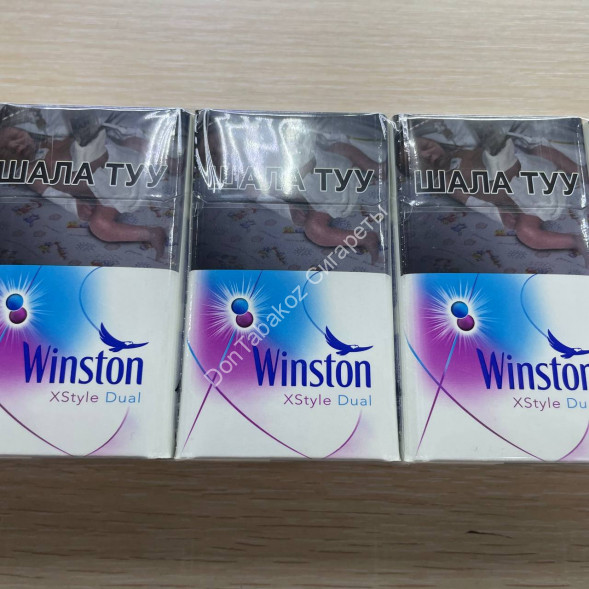 ШАЛА ТУУ
ШАЛА ТУУ
ШАЛА ТУУ
Winston
XStyle Dual
Winston
XStyle Dual
Winston
XStyle Du
DonTabakoz Сигареты